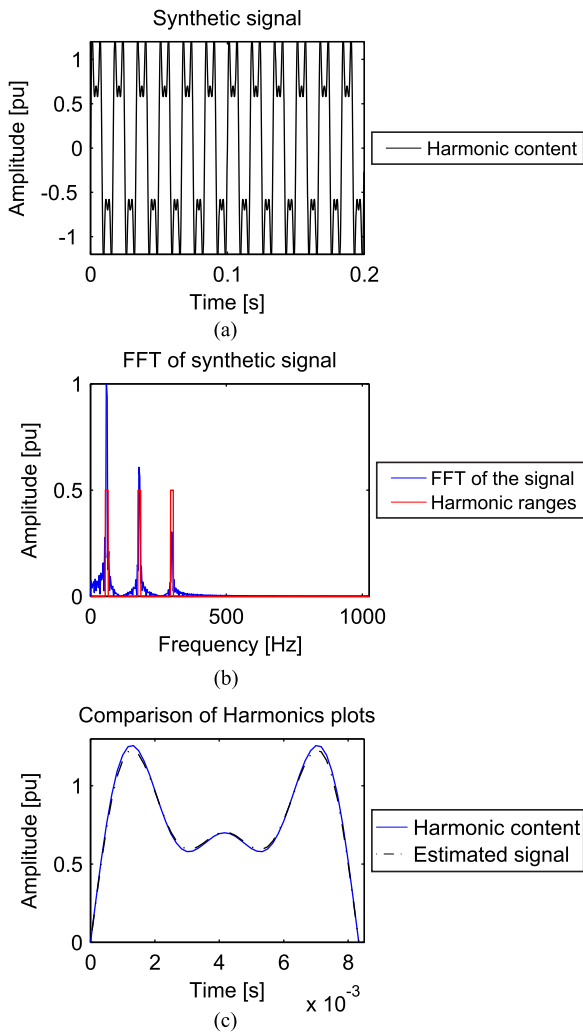 Synthetic signal
Amplitude [pu]
1
0.5
0
-0.5
-1
0
0.1
0.2
Time [s]
Harmonic content
(a)
FFT of synthetic signal
Amplitude [pu]
1
0.5
0
0
500
1000
Frequency [Hz]
FFT of the signal
Harmonic ranges
(b)
Comparison of Harmonics plots
Amplitude [pu]
1
0.5
0
0
2
4
6
8
Time [s]
x 10⁻³
Harmonic content
Estimated signal
(c)